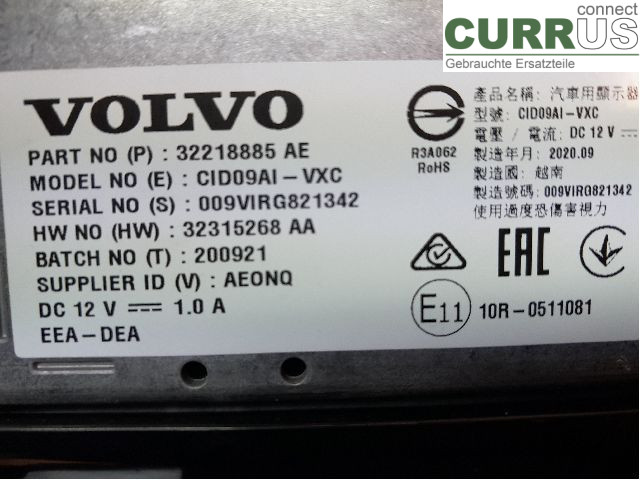 connect
CURRUS
Gebrauchte Ersatzteile
VOLVO
PART NO (P): 32218885 AE
MODEL NO (E): CID09AI-VXC
SERIAL NO (S): 009VIRG821342
HW NO (HW): 32315268 AA
BATCH NO (T): 200921
SUPPLIER ID (V): AEONQ
DC 12 V ⎓ 1.0 A
EEA-DEA
R3A062
RoHS
產品名稱: 汽車用顯示器
型號: CID09AI-VXC
電壓 / 電流: DC 12 V ⎓
製造年月: 2020.09
製造國: 越南
製造號碼: 009VIRG821342
使用過度恐傷害視力
EAC
E11
10R-0511081